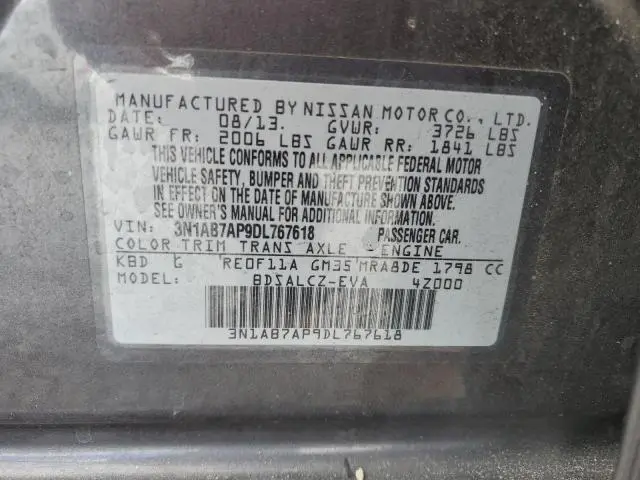 MANUFACTURED BY NISSAN MOTOR CO., LTD.
DATE: 08/13. GVWR: 3726 LBS
GAWR FR: 2006 LBS GAWR RR: 1841 LBS
THIS VEHICLE CONFORMS TO ALL APPLICABLE FEDERAL MOTOR
VEHICLE SAFETY, BUMPER AND THEFT PREVENTION STANDARDS
IN EFFECT ON THE DATE OF MANUFACTURE SHOWN ABOVE.
SEE OWNER'S MANUAL FOR ADDITIONAL INFORMATION
VIN: 3N1AB7AP9DL767618 PASSENGER CAR.
COLOR TRIM TRANS AXLE - ENGINE
KBD G RE0F11A GM35 MRA8DE 1798 CC
MODEL: BDSALCZ-EVA 4Z000
3N1AB7AP9DL767618